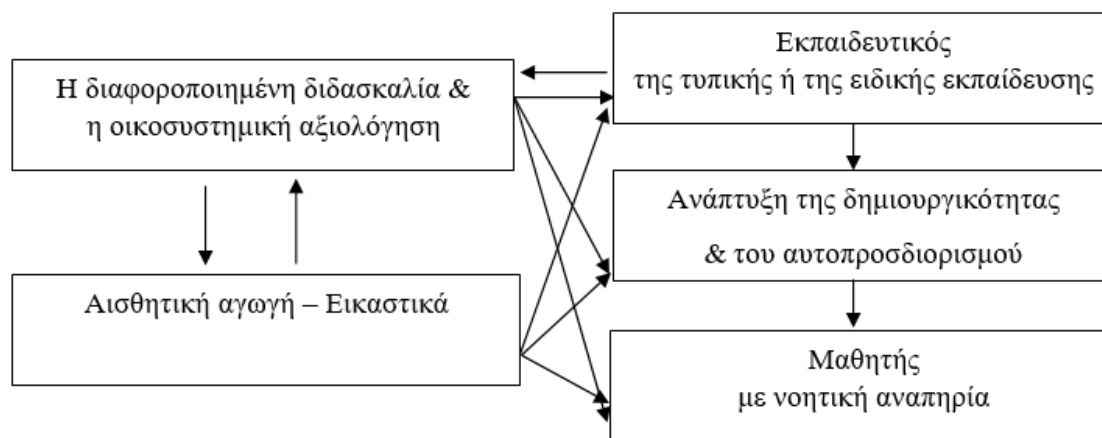 Η διαφοροποιημένη διδασκαλία &
η οικοσυστημική αξιολόγηση
Αισθητική αγωγή – Εικαστικά
Εκπαιδευτικός
της τυπικής ή της ειδικής εκπαίδευσης
Ανάπτυξη της δημιουργικότητας
& του αυτοπροσδιορισμού
Μαθητής
με νοητική αναπηρία